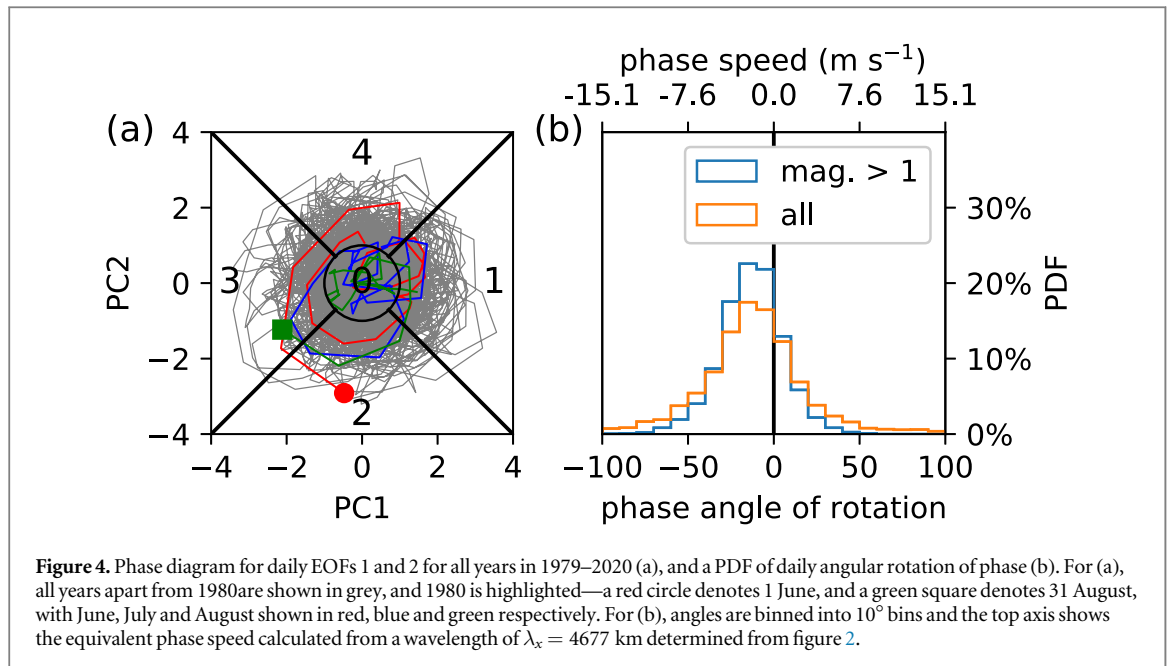 (a)
4
2
0
−2
−4
PC2
4
3
0
1
2
−4
−2
0
2
4
PC1
phase speed (m s−1)
-15.1
-7.6
0.0
7.6
15.1
(b)
mag. > 1
all
30%
20%
10%
0%
PDF
−100
−50
0
50
100
phase angle of rotation
Figure 4. Phase diagram for daily EOFs 1 and 2 for all years in 1979–2020 (a), and a PDF of daily angular rotation of phase (b). For (a),
all years apart from 1980are shown in grey, and 1980 is highlighted—a red circle denotes 1 June, and a green square denotes 31 August,
with June, July and August shown in red, blue and green respectively. For (b), angles are binned into 10° bins and the top axis shows
the equivalent phase speed calculated from a wavelength of λx = 4677 km determined from figure 2.